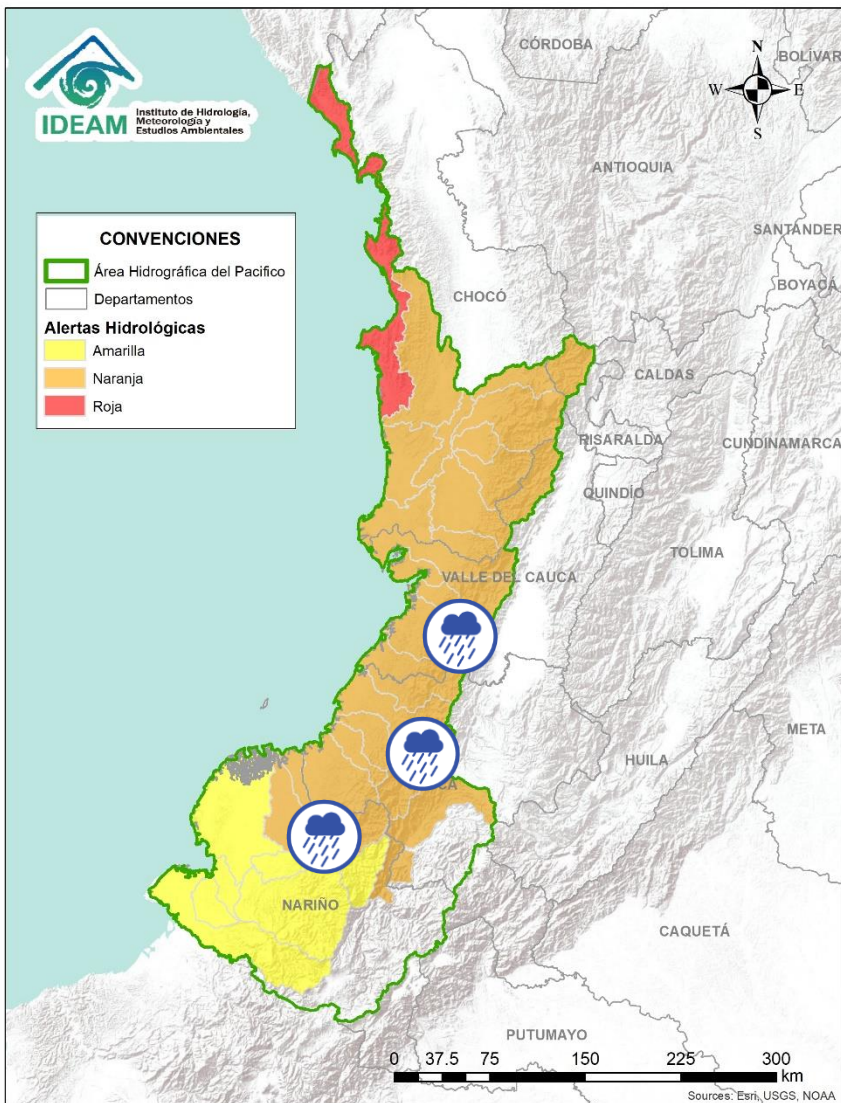 IDEAM
Instituto de Hidrología,
Meteorología y
Estudios Ambientales
CÓRDOBA
BOLÍVAR
N
W
E
S
ANTIOQUIA
SANTANDER
BOYACÁ
CONVENCIONES
Área Hidrográfica del Pacifico
Departamentos
Alertas Hidrológicas
Amarilla
Naranja
Roja
CHOCÓ
CALDAS
RISARALDA
CUNDINAMARCA
QUINDÍO
TOLIMA
VALLE DEL CAUCA
META
HUILA
CA
NARIÑO
CAQUETÁ
PUTUMAYO
0 37.5 75 150 225 300
km
Sources: Esri, USGS, NOAA